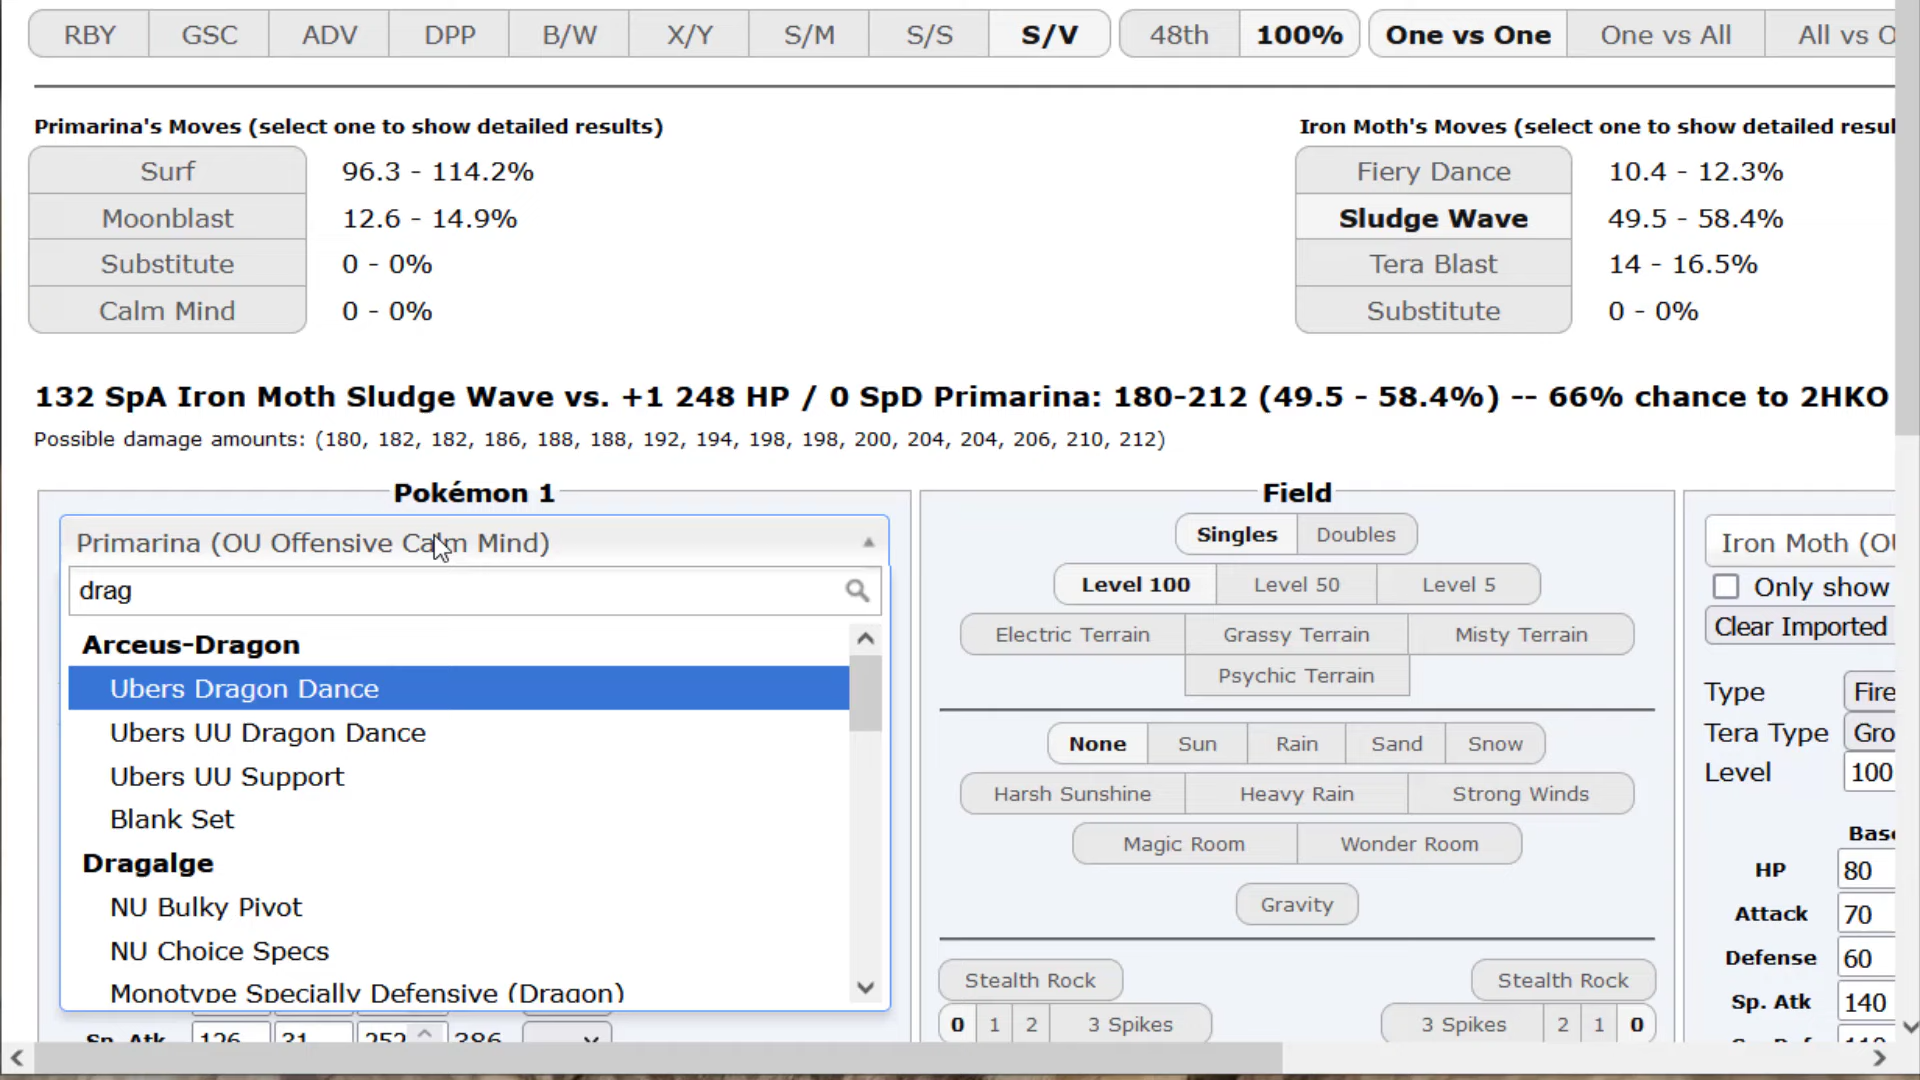 RBY GSC ADV DPP B/W X/Y S/M S/S S/V 48th 100% One vs One One vs All All vs
Primarina's Moves (select one to show detailed results)
Iron Moth's Moves (select one to show detailed
Surf 96.3 - 114.2%
Moonblast 12.6 - 14.9%
Substitute 0 - 0%
Calm Mind 0 - 0%
Fiery Dance 10.4 - 12.3%
Sludge Wave 49.5 - 58.4%
Tera Blast 14 - 16.5%
Substitute 0 - 0%
132 SpA Iron Moth Sludge Wave vs. +1 248 HP / 0 SpD Primarina: 180-212 (49.5 - 58.4%) -- 66% chance to 2HKO
Possible damage amounts: (180, 182, 182, 186, 188, 188, 192, 194, 198, 198, 200, 204, 204, 206, 210, 212)
Pokémon 1
Primarina (OU Offensive Calm Mind)
drag
Arceus-Dragon
Ubers Dragon Dance
Ubers UU Dragon Dance
Ubers UU Support
Blank Set
Dragalge
NU Bulky Pivot
NU Choice Specs
Monotype Specially Defensive (Dragon)
Sp. Atk 126 31 252 386
Field
Singles Doubles
Level 100 Level 50 Level 5
Electric Terrain Grassy Terrain Misty Terrain
Psychic Terrain
None Sun Rain Sand Snow
Harsh Sunshine Heavy Rain Strong Winds
Magic Room Wonder Room
Gravity
Stealth Rock Stealth Rock
0 1 2 3 Spikes 3 Spikes 2 1 0
Iron Moth
Only show
Clear Imported
Type Fire
Tera Type
Level 100
HP 80
Attack 70
Defense 60
Sp. Atk 140